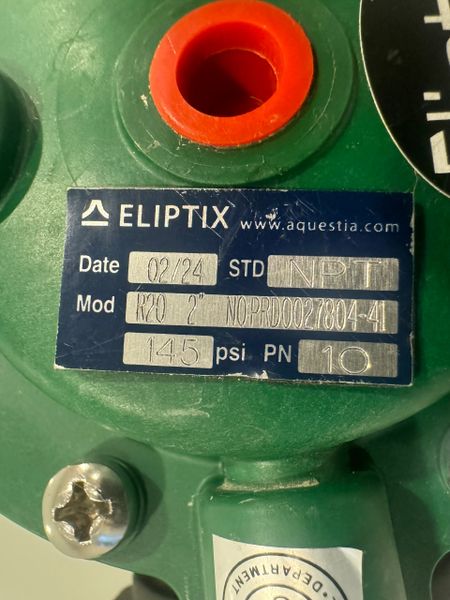 ELIPTIX www.aquestia.com
Date 02/24 STD NPT
Mod R20 2" NO:PRD0027804-41
145 psi PN 10
· DEPARTMENT